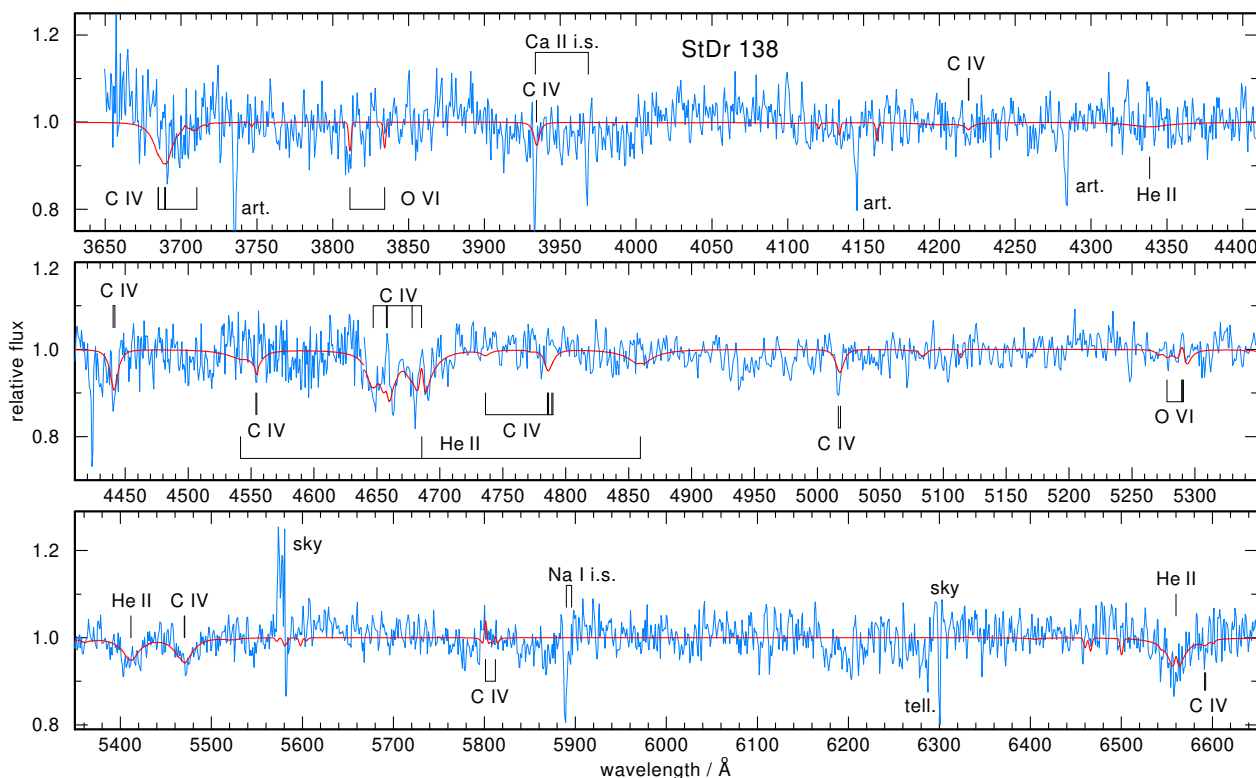 1.2
1.0
0.8
StDr 138
Ca II i.s.
C IV
C IV
C IV
art.
O VI
art.
art.
He II
3650 3700 3750 3800 3850 3900 3950 4000 4050 4100 4150 4200 4250 4300 4350 4400
relative flux
1.2
1.0
0.8
C IV
C IV
C IV
C IV
He II
C IV
O VI
4450 4500 4550 4600 4650 4700 4750 4800 4850 4900 4950 5000 5050 5100 5150 5200 5250 5300
1.2
1.0
0.8
He II
C IV
sky
Na I i.s.
C IV
sky
tell.
He II
C IV
5400 5500 5600 5700 5800 5900 6000 6100 6200 6300 6400 6500 6600
wavelength / Å